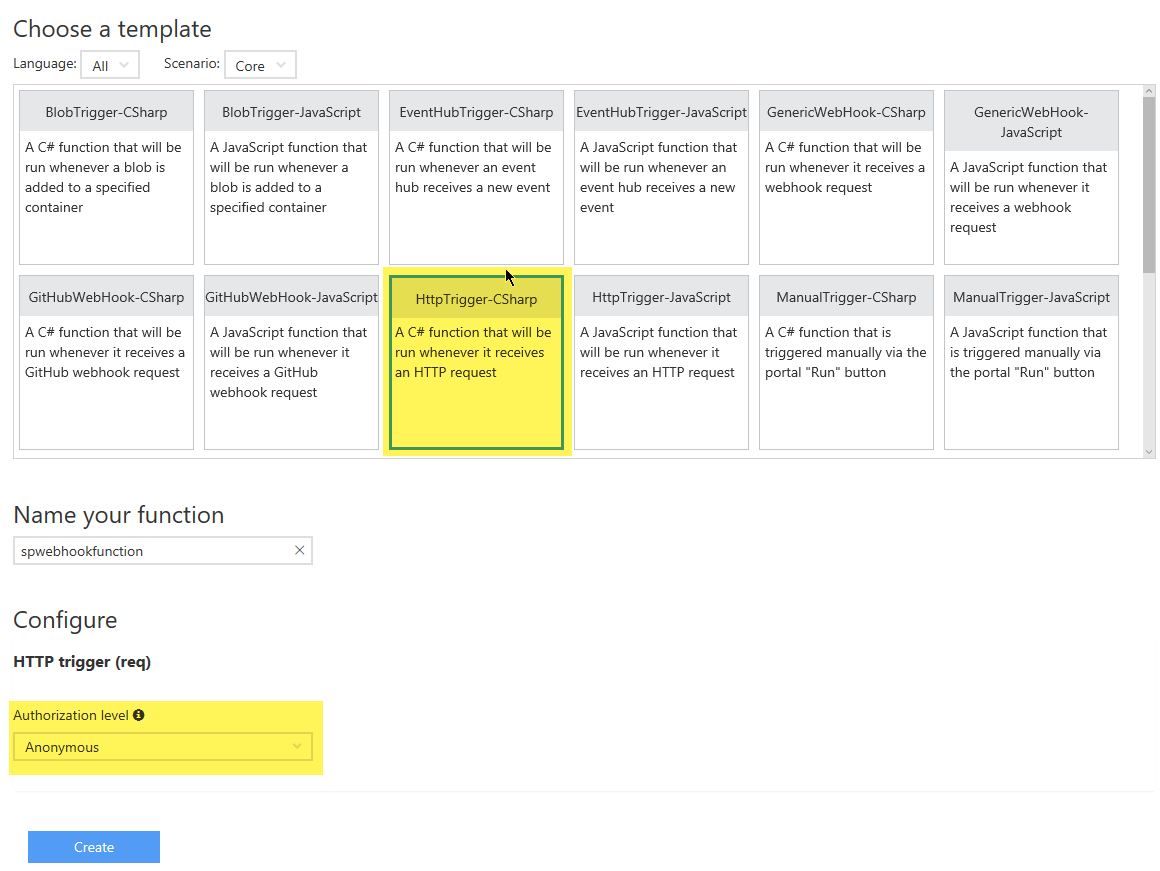 Choose a template
Language: All Scenario: Core
BlobTrigger-CSharp
A C# function that will be
run whenever a blob is
added to a specified
container
BlobTrigger-JavaScript
A JavaScript function that
will be run whenever a
blob is added to a
specified container
EventHubTrigger-CSharp
A C# function that will be
run whenever an event
hub receives a new event
EventHubTrigger-JavaScript
A JavaScript function that
will be run whenever an
event hub receives a new
event
GenericWebHook-CSharp
A C# function that will be
run whenever it receives a
webhook request
GenericWebHook-
JavaScript
A JavaScript function that
will be run whenever it
receives a webhook
request
GitHubWebHook-CSharp
A C# function that will be
run whenever it receives a
GitHub webhook request
GitHubWebHook-JavaScript
A JavaScript function that
will be run whenever it
receives a GitHub
webhook request
HttpTrigger-CSharp
A C# function that will be
run whenever it receives
an HTTP request
HttpTrigger-JavaScript
A JavaScript function that
will be run whenever it
receives an HTTP request
ManualTrigger-CSharp
A C# function that is
triggered manually via the
portal "Run" button
ManualTrigger-JavaScript
A JavaScript function that
is triggered manually via
the portal "Run" button
Name your function
spwebhookfunction
Configure
HTTP trigger (req)
Authorization level
Anonymous
Create